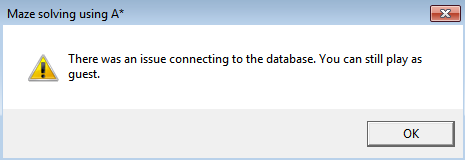 Maze solving using A*
There was an issue connecting to the database. You can still play as
guest.
OK